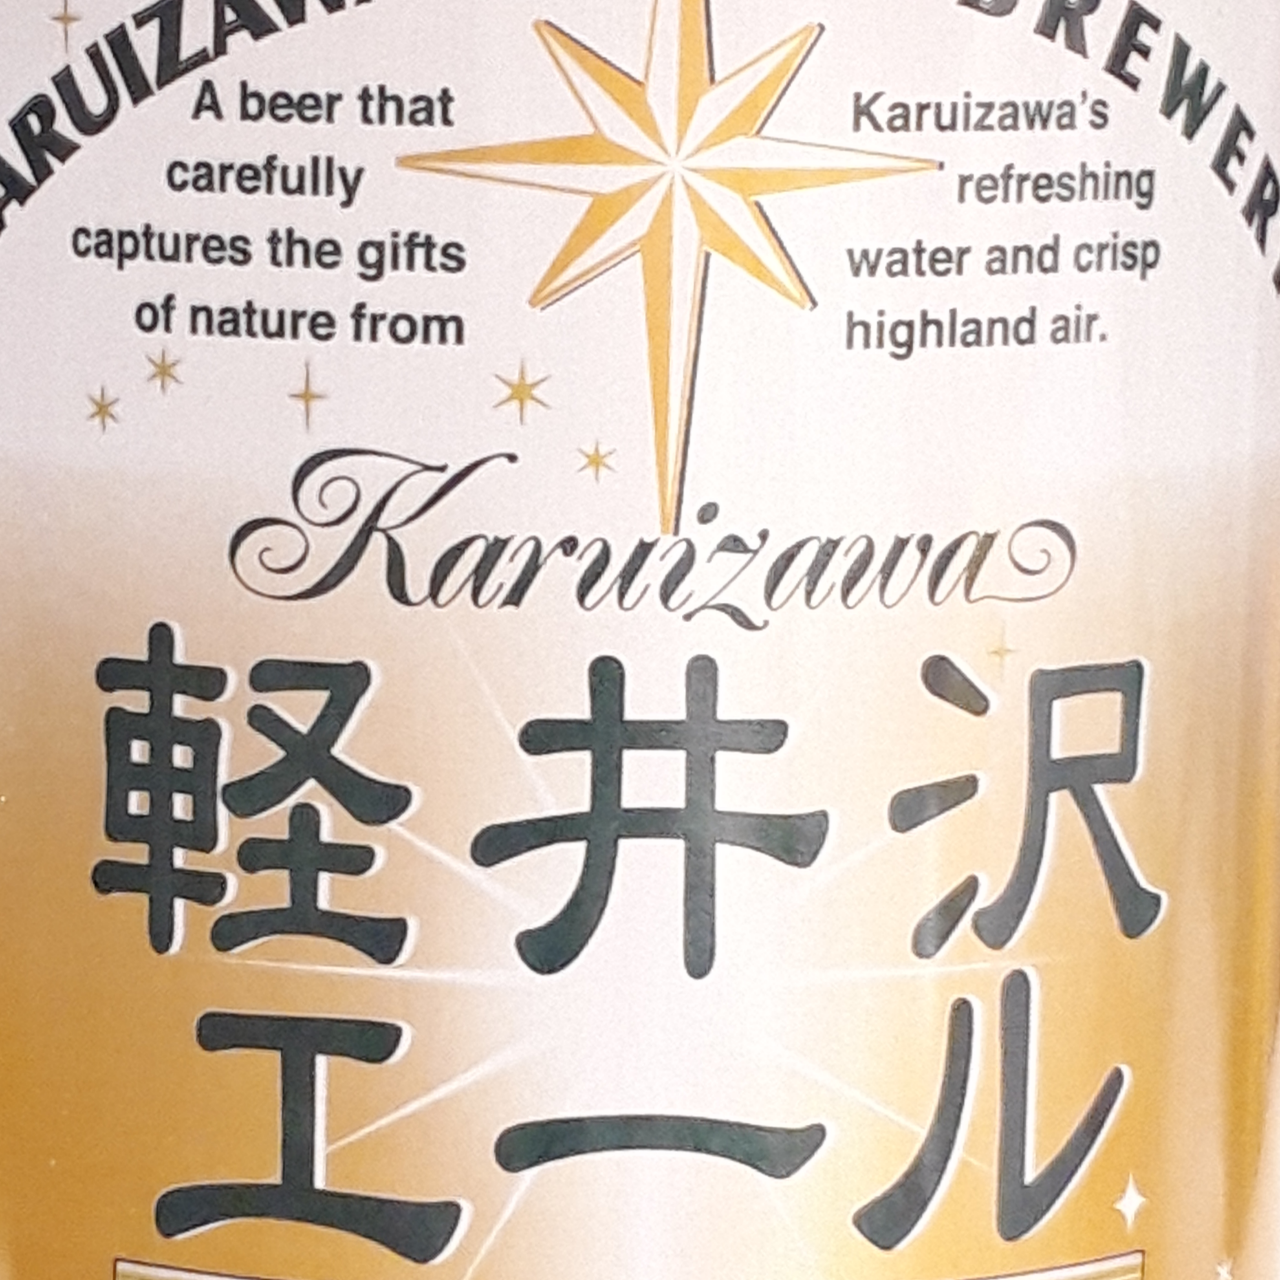 A beer that
carefully
captures the gifts
of nature from
Karuizawa's
refreshing
water and crisp
highland air.
Karuizawa
軽井沢
エール